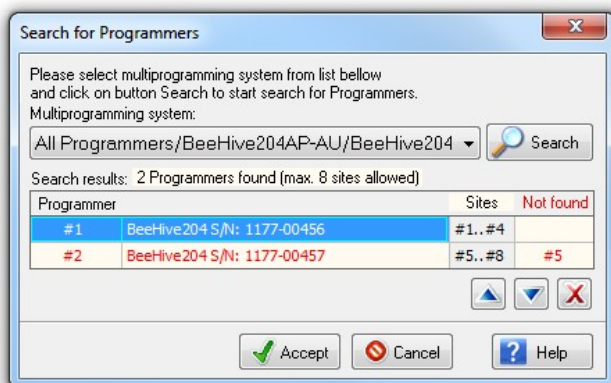 Search for Programmers
Please select multiprogramming system from list bellow
and click on button Search to start search for Programmers.
Multiprogramming system:
All Programmers/BeeHive204AP-AU/BeeHive204
Search
Search results: 2 Programmers found (max. 8 sites allowed)
Programmer Sites Not found
#1 BeeHive204 S/N: 1177-00456 #1..#4
#2 BeeHive204 S/N: 1177-00457 #5..#8 #5
Accept Cancel Help